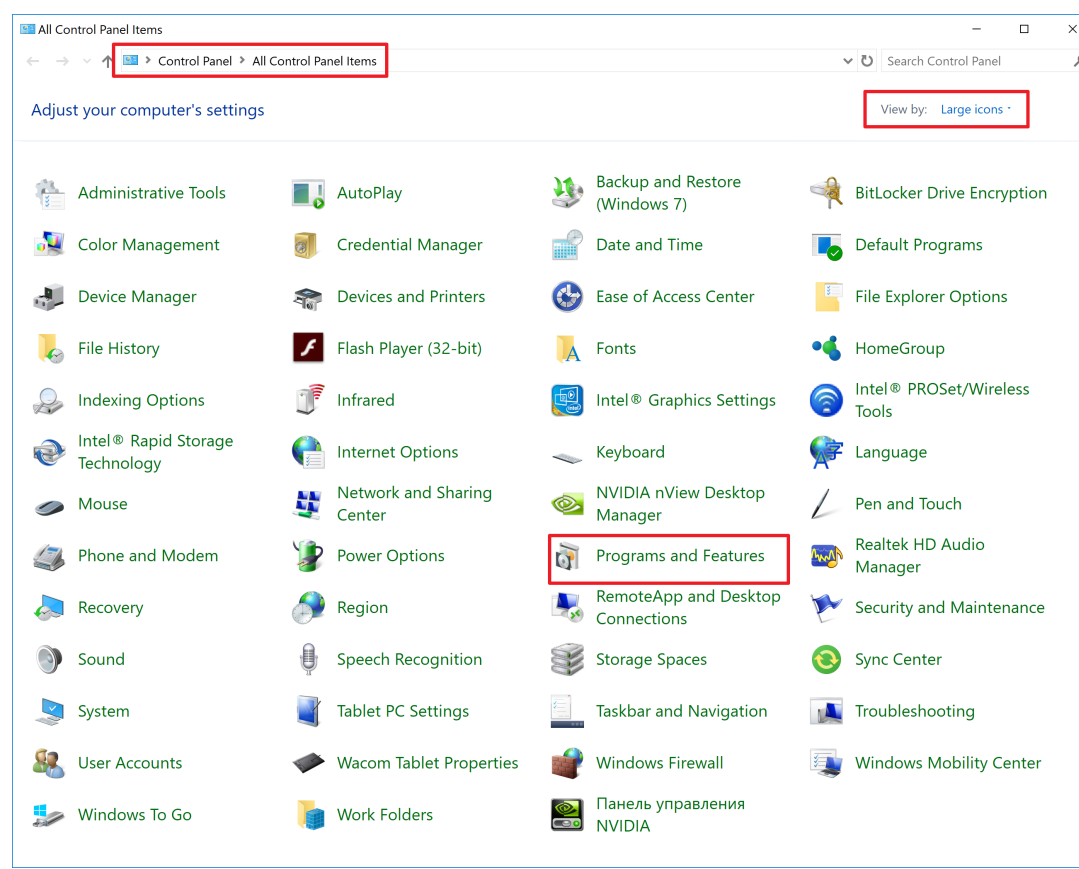 All Control Panel Items
Control Panel > All Control Panel Items
Search Control Panel
Adjust your computer's settings
View by: Large icons
Administrative Tools
AutoPlay
Backup and Restore
(Windows 7)
BitLocker Drive Encryption
Color Management
Credential Manager
Date and Time
Default Programs
Device Manager
Devices and Printers
Ease of Access Center
File Explorer Options
File History
Flash Player (32-bit)
Fonts
HomeGroup
Indexing Options
Infrared
Intel® Graphics Settings
Intel® PROSet/Wireless
Tools
Intel® Rapid Storage
Technology
Internet Options
Keyboard
Language
Mouse
Network and Sharing
Center
NVIDIA nView Desktop
Manager
Pen and Touch
Phone and Modem
Power Options
Programs and Features
Realtek HD Audio
Manager
Recovery
Region
RemoteApp and Desktop
Connections
Security and Maintenance
Sound
Speech Recognition
Storage Spaces
Sync Center
System
Tablet PC Settings
Taskbar and Navigation
Troubleshooting
User Accounts
Wacom Tablet Properties
Windows Firewall
Windows Mobility Center
Windows To Go
Work Folders
Панель управления
NVIDIA